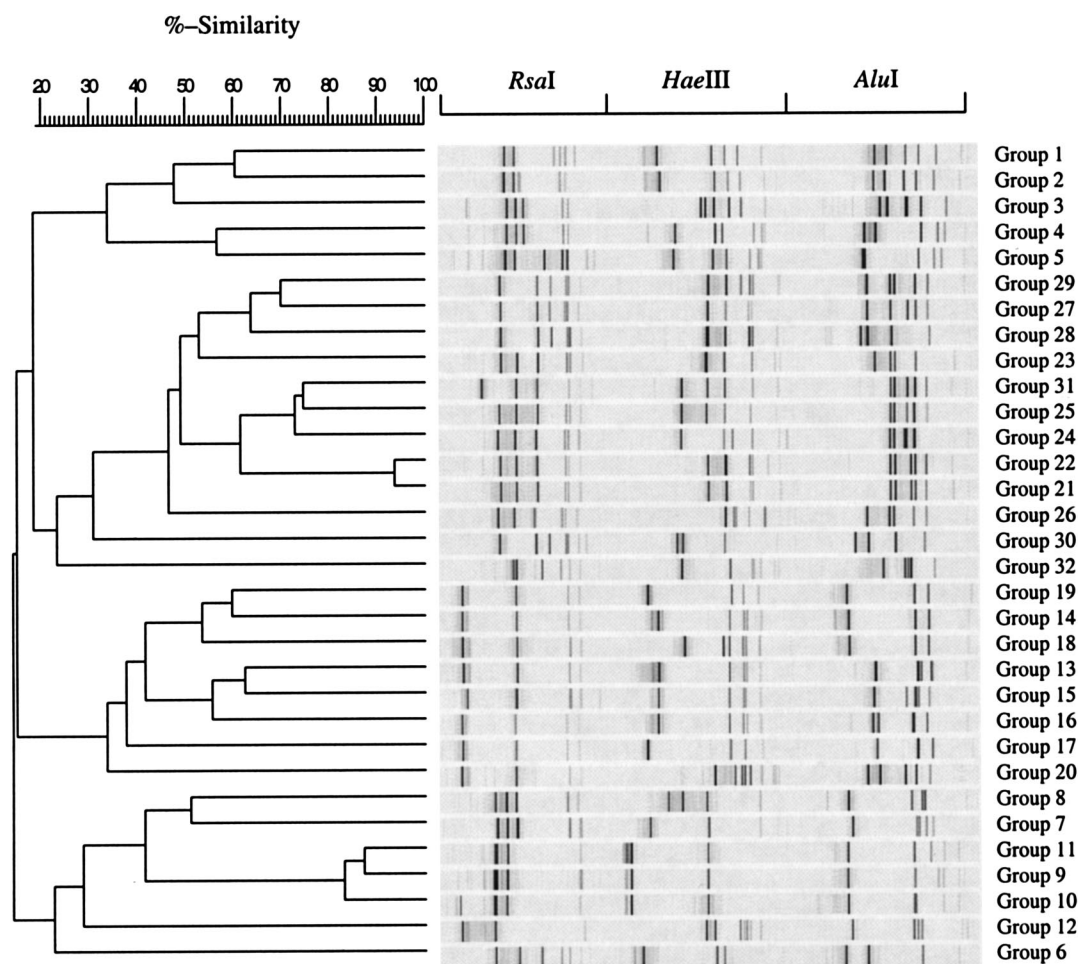 %–Similarity
20 30 40 50 60 70 80 90 100
RsaI HaeIII AluI
Group 1
Group 2
Group 3
Group 4
Group 5
Group 29
Group 27
Group 28
Group 23
Group 31
Group 25
Group 24
Group 22
Group 21
Group 26
Group 30
Group 32
Group 19
Group 14
Group 18
Group 13
Group 15
Group 16
Group 17
Group 20
Group 8
Group 7
Group 11
Group 9
Group 10
Group 12
Group 6